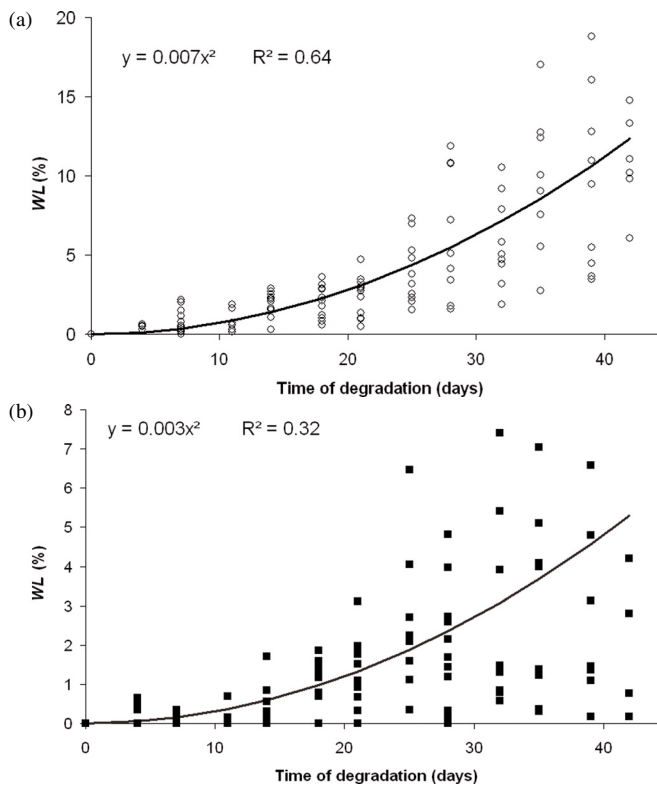 (a)
20
y = 0.007x² R² = 0.64
15
WL (%)
10
5
0
0 10 20 30 40
Time of degradation (days)
(b)
8
y = 0.003x² R² = 0.32
7
6
5
WL (%)
4
3
2
1
0
0 10 20 30 40
Time of degradation (days)